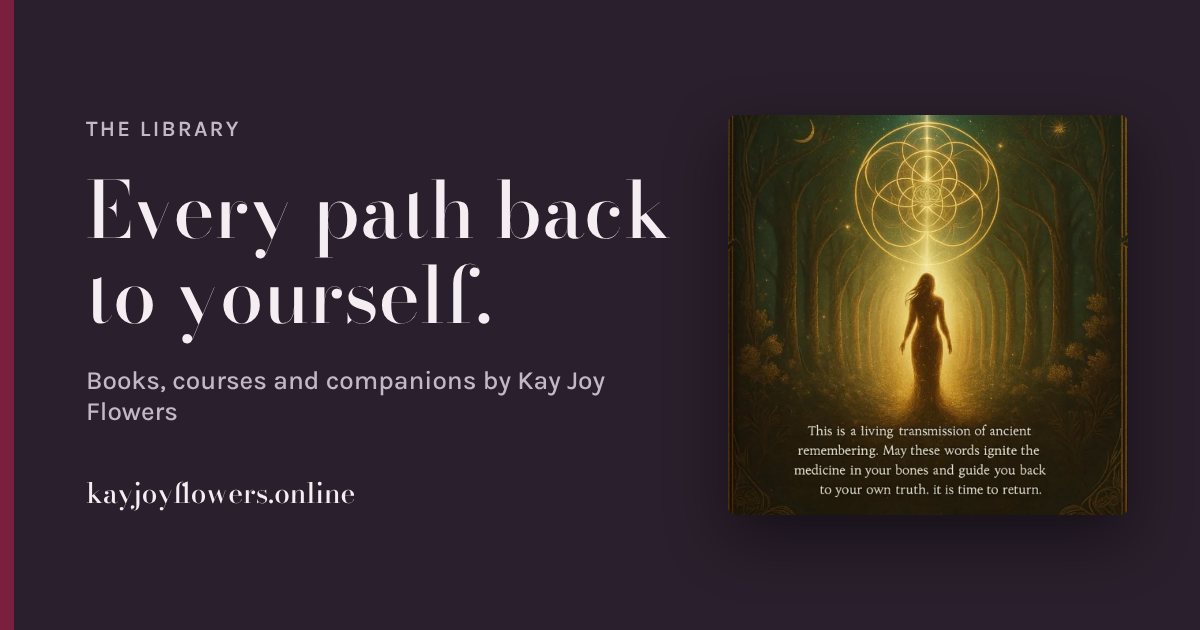 THE LIBRARY
Every path back
to yourself.
Books, courses and companions by Kay Joy
Flowers
kayjoyflowers.online
This is a living transmission of ancient
remembering. May these words ignite the
medicine in your bones and guide you back
to your own truth. it is time to return.